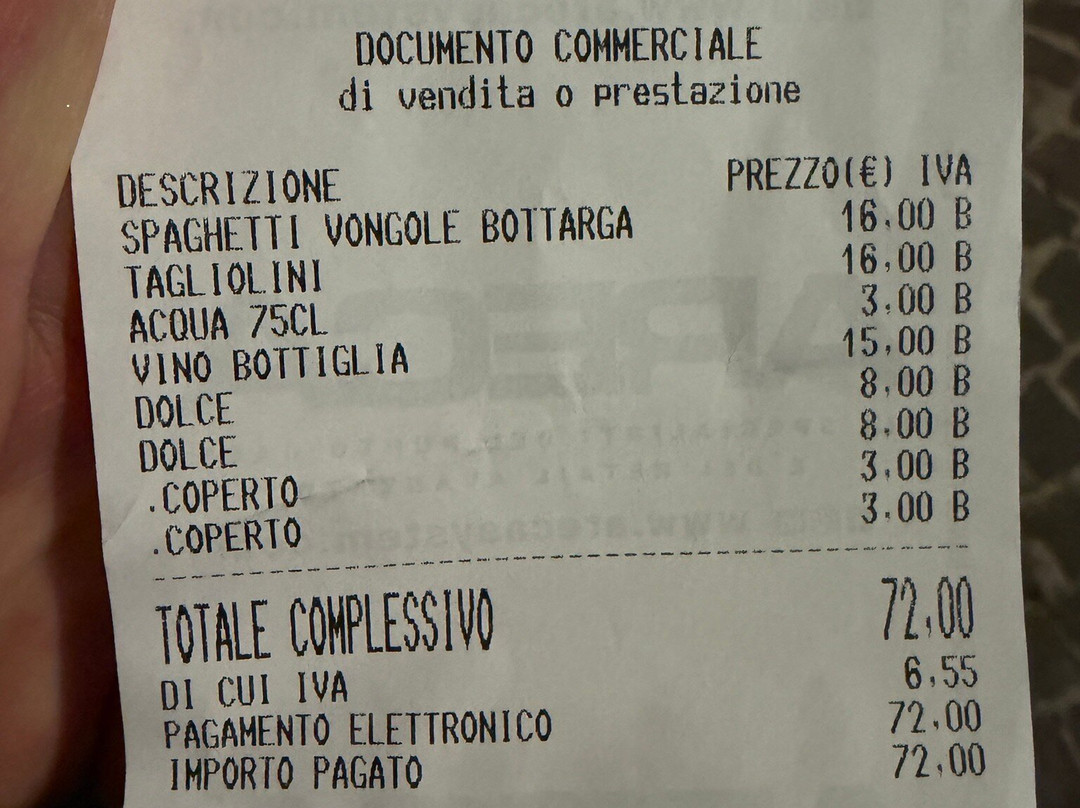 DOCUMENTO COMMERCIALE
di vendita o prestazione
DESCRIZIONE PREZZO(€) IVA
SPAGHETTI VONGOLE BOTTARGA 16,00 B
TAGLIOLINI 16,00 B
ACQUA 75CL 3,00 B
VINO BOTTIGLIA 15,00 B
DOLCE 8,00 B
DOLCE 8,00 B
.COPERTO 3,00 B
.COPERTO 3,00 B
TOTALE COMPLESSIVO 72,00
DI CUI IVA 6,55
PAGAMENTO ELETTRONICO 72,00
IMPORTO PAGATO 72,00